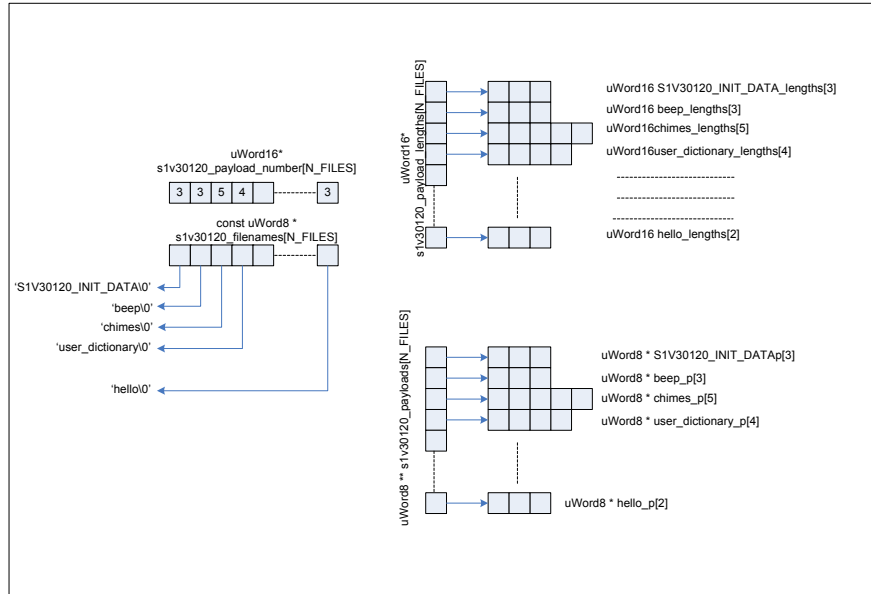 uWord16*
s1v30120_payload_number[N_FILES]
3 3 5 4 3
const uWord8 *
s1v30120_filenames[N_FILES]
'S1V30120_INIT_DATA\0'
'beep\0'
'chimes\0'
'user_dictionary\0'
'hello\0'
uWord16*
s1v30120_payload_lengths[N_FILES]
uWord16 S1V30120_INIT_DATA_lengths[3]
uWord16 beep_lengths[3]
uWord16chimes_lengths[5]
uWord16user_dictionary_lengths[4]
uWord16 hello_lengths[2]
uWord8 ** s1v30120_payloads[N_FILES]
uWord8 * S1V30120_INIT_DATAp[3]
uWord8 * beep_p[3]
uWord8 * chimes_p[5]
uWord8 * user_dictionary_p[4]
uWord8 * hello_p[2]